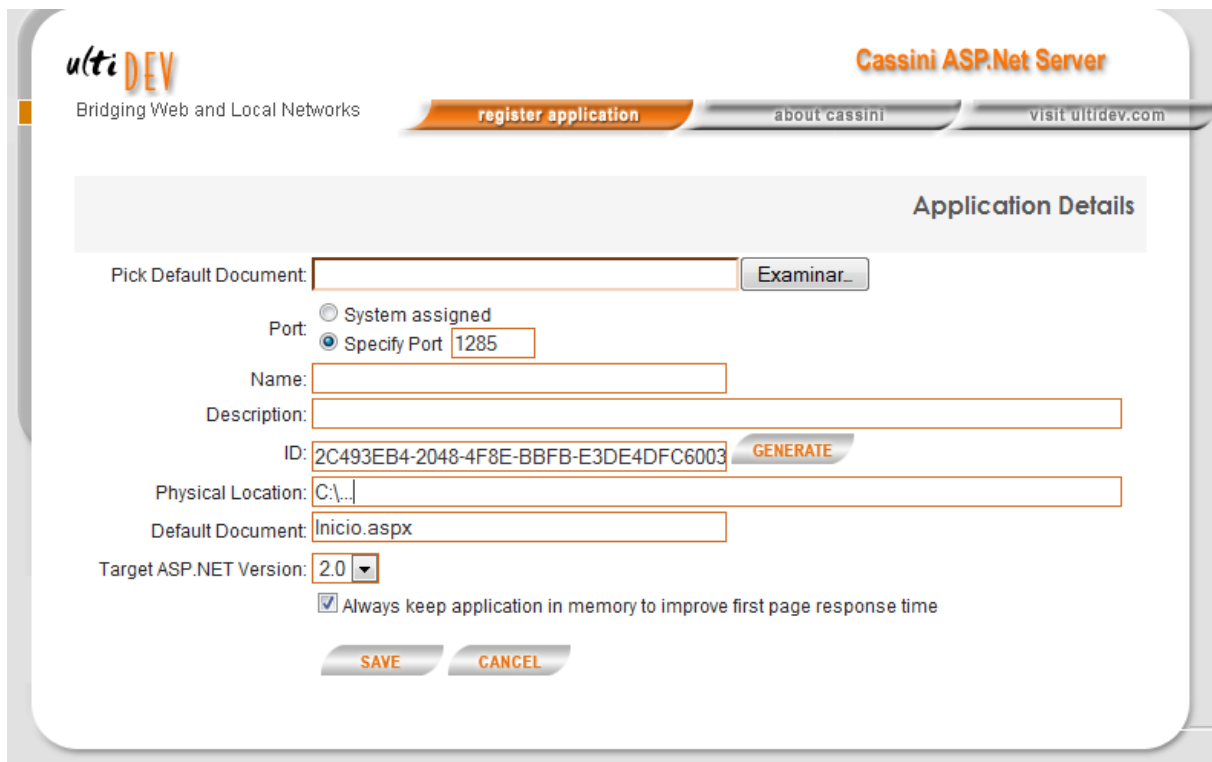 ulti DEV
Cassini ASP.Net Server
Bridging Web and Local Networks
register application
about cassini
visit ultidev.com
Application Details
Pick Default Document:
Examinar...
Port:
System assigned
Specify Port 1285
Name:
Description:
ID: 2C493EB4-2048-4F8E-BBFB-E3DE4DFC6003 GENERATE
Physical Location: C:\...
Default Document: Inicio.aspx
Target ASP.NET Version: 2.0
Always keep application in memory to improve first page response time
SAVE
CANCEL